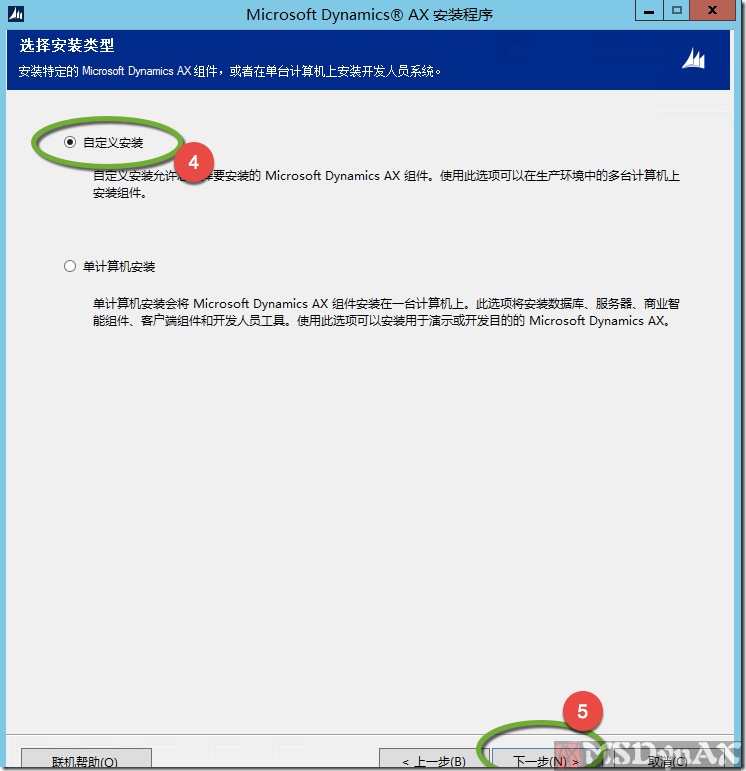 Microsoft Dynamics® AX 安装程序
选择安装类型
安装特定的 Microsoft Dynamics AX 组件，或者在单台计算机上安装开发人员系统。
自定义安装
4
自定义安装允许 要安装的 Microsoft Dynamics AX 组件。使用此选项可以在生产环境中的多台计算机上
安装组件。
单计算机安装
单计算机安装会将 Microsoft Dynamics AX 组件安装在一台计算机上。此选项将安装数据库、服务器、商业智
能组件、客户端组件和开发人员工具。使用此选项可以安装用于演示或开发目的的 Microsoft Dynamics AX。
5
联机帮助(O)
< 上一步(B)
下一步(N) >
取消(C)
MSDynAX